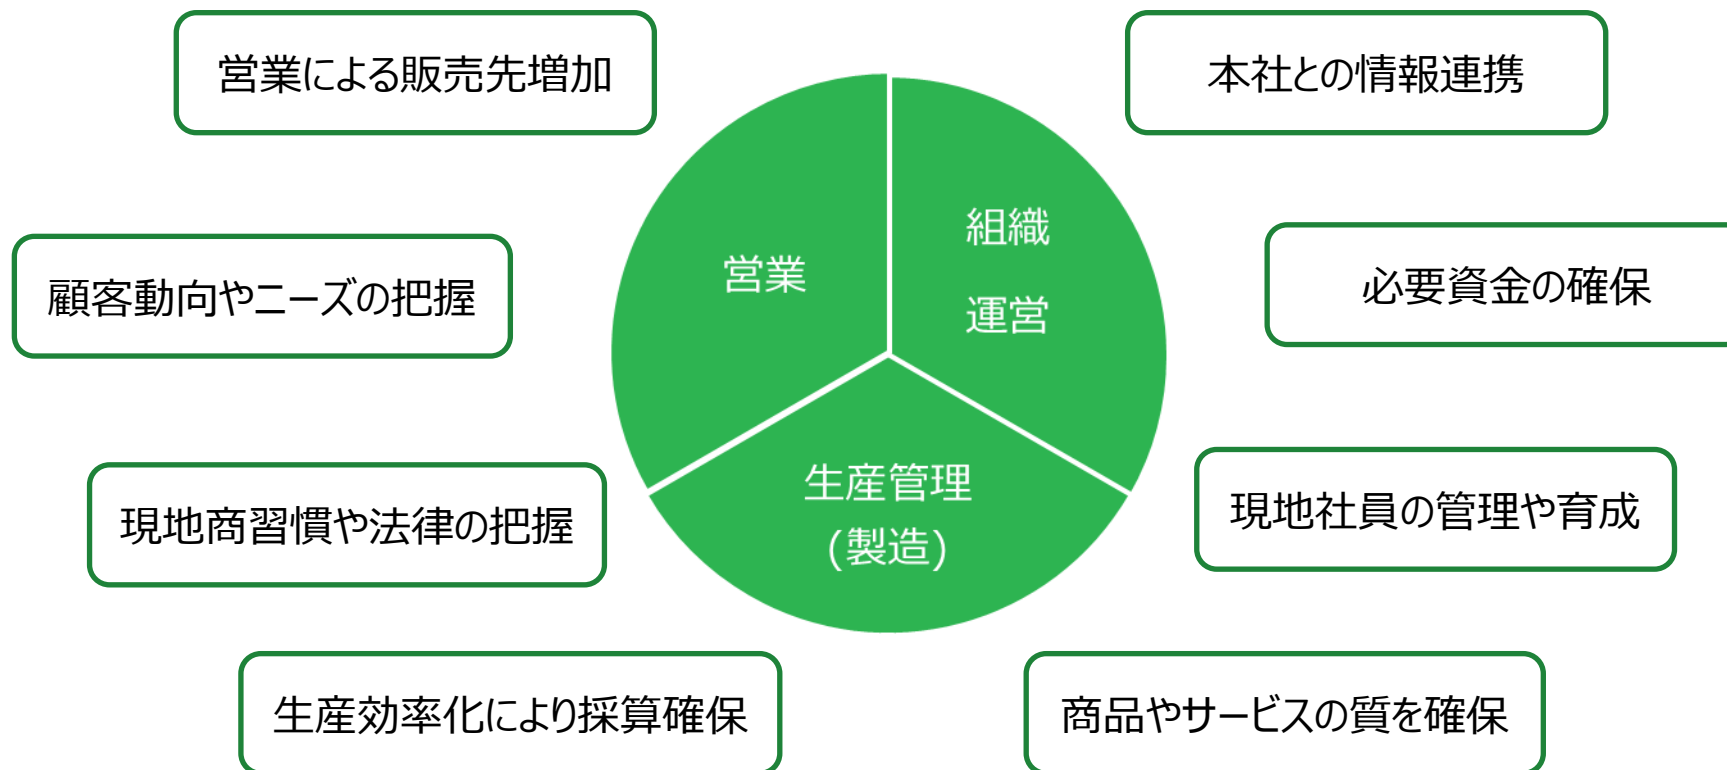 営業による販売先増加
本社との情報連携
組織
運営
営業
必要資金の確保
顧客動向やニーズの把握
生産管理
(製造)
現地社員の管理や育成
現地商習慣や法律の把握
生産効率化により採算確保
商品やサービスの質を確保